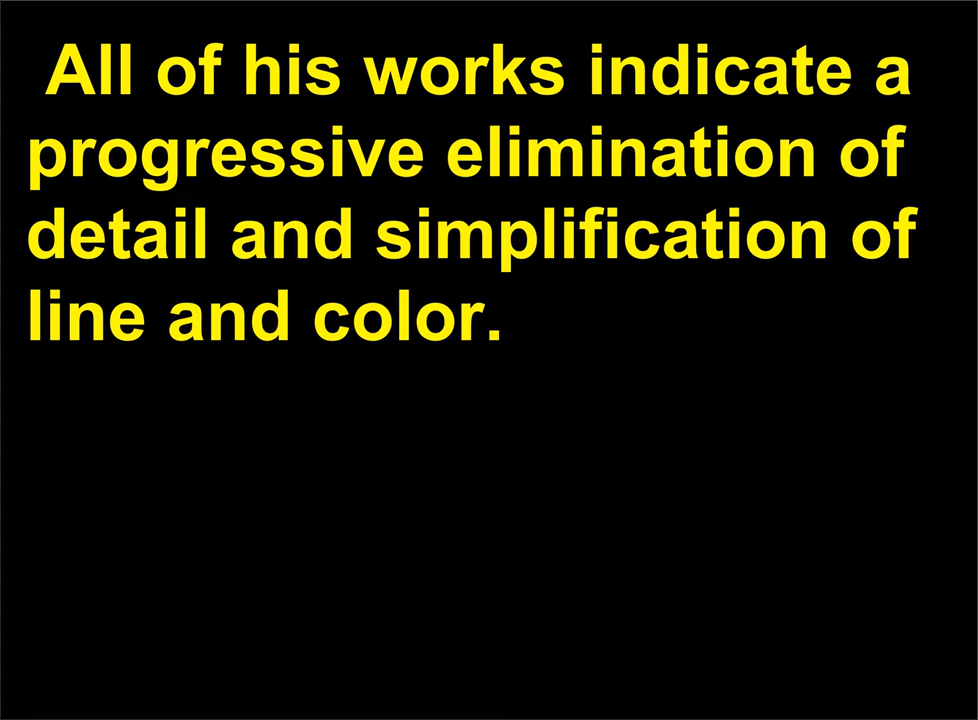 All of his works indicate a
progressive elimination of
detail and simplification of
line and color.